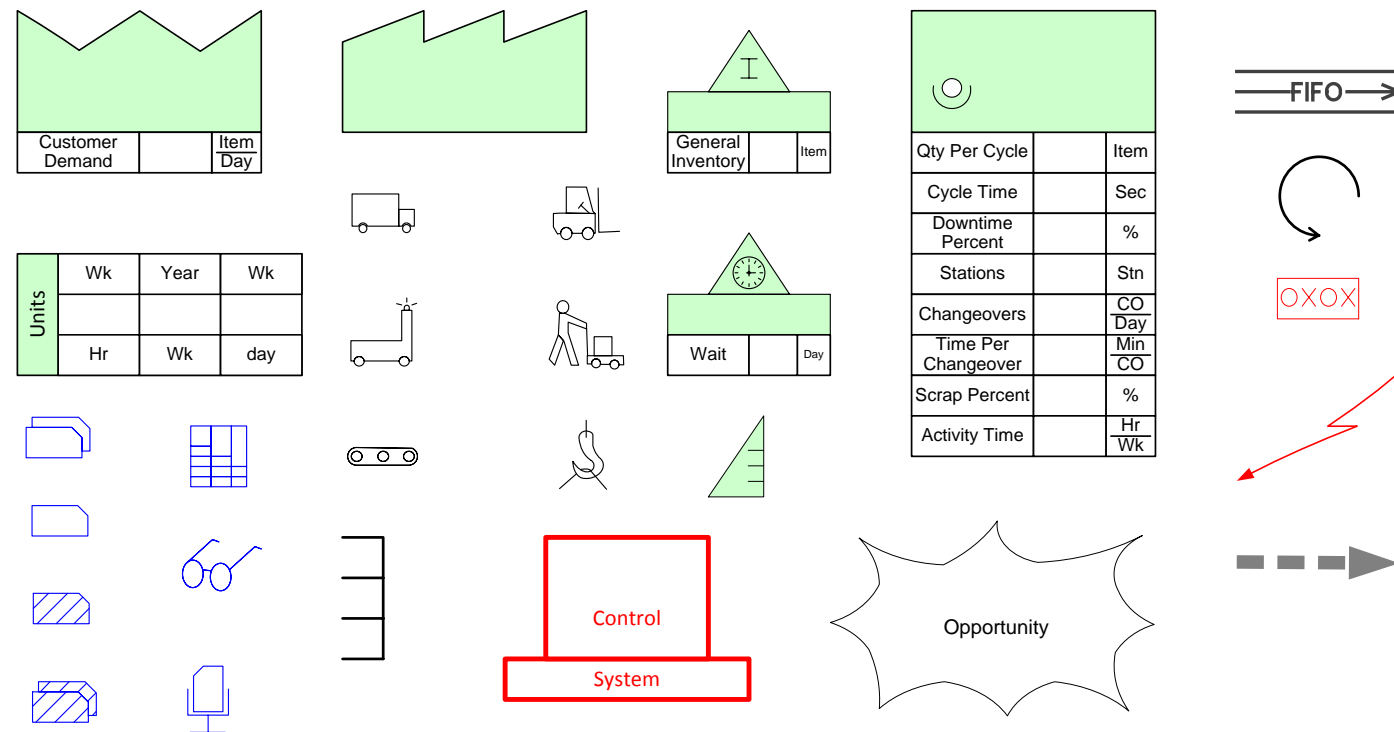 Customer
Demand
Item
Day
I
General
Inventory
Item
Qty Per Cycle
Item
Cycle Time
Sec
Downtime
Percent
%
Stations
Stn
Changeovers
CO
Day
Time Per
Changeover
Min
CO
Scrap Percent
%
Activity Time
Hr
Wk
FIFO
OXOX
Units
Wk
Year
Wk
Hr
Wk
day
Wait
Day
Control
System
Opportunity